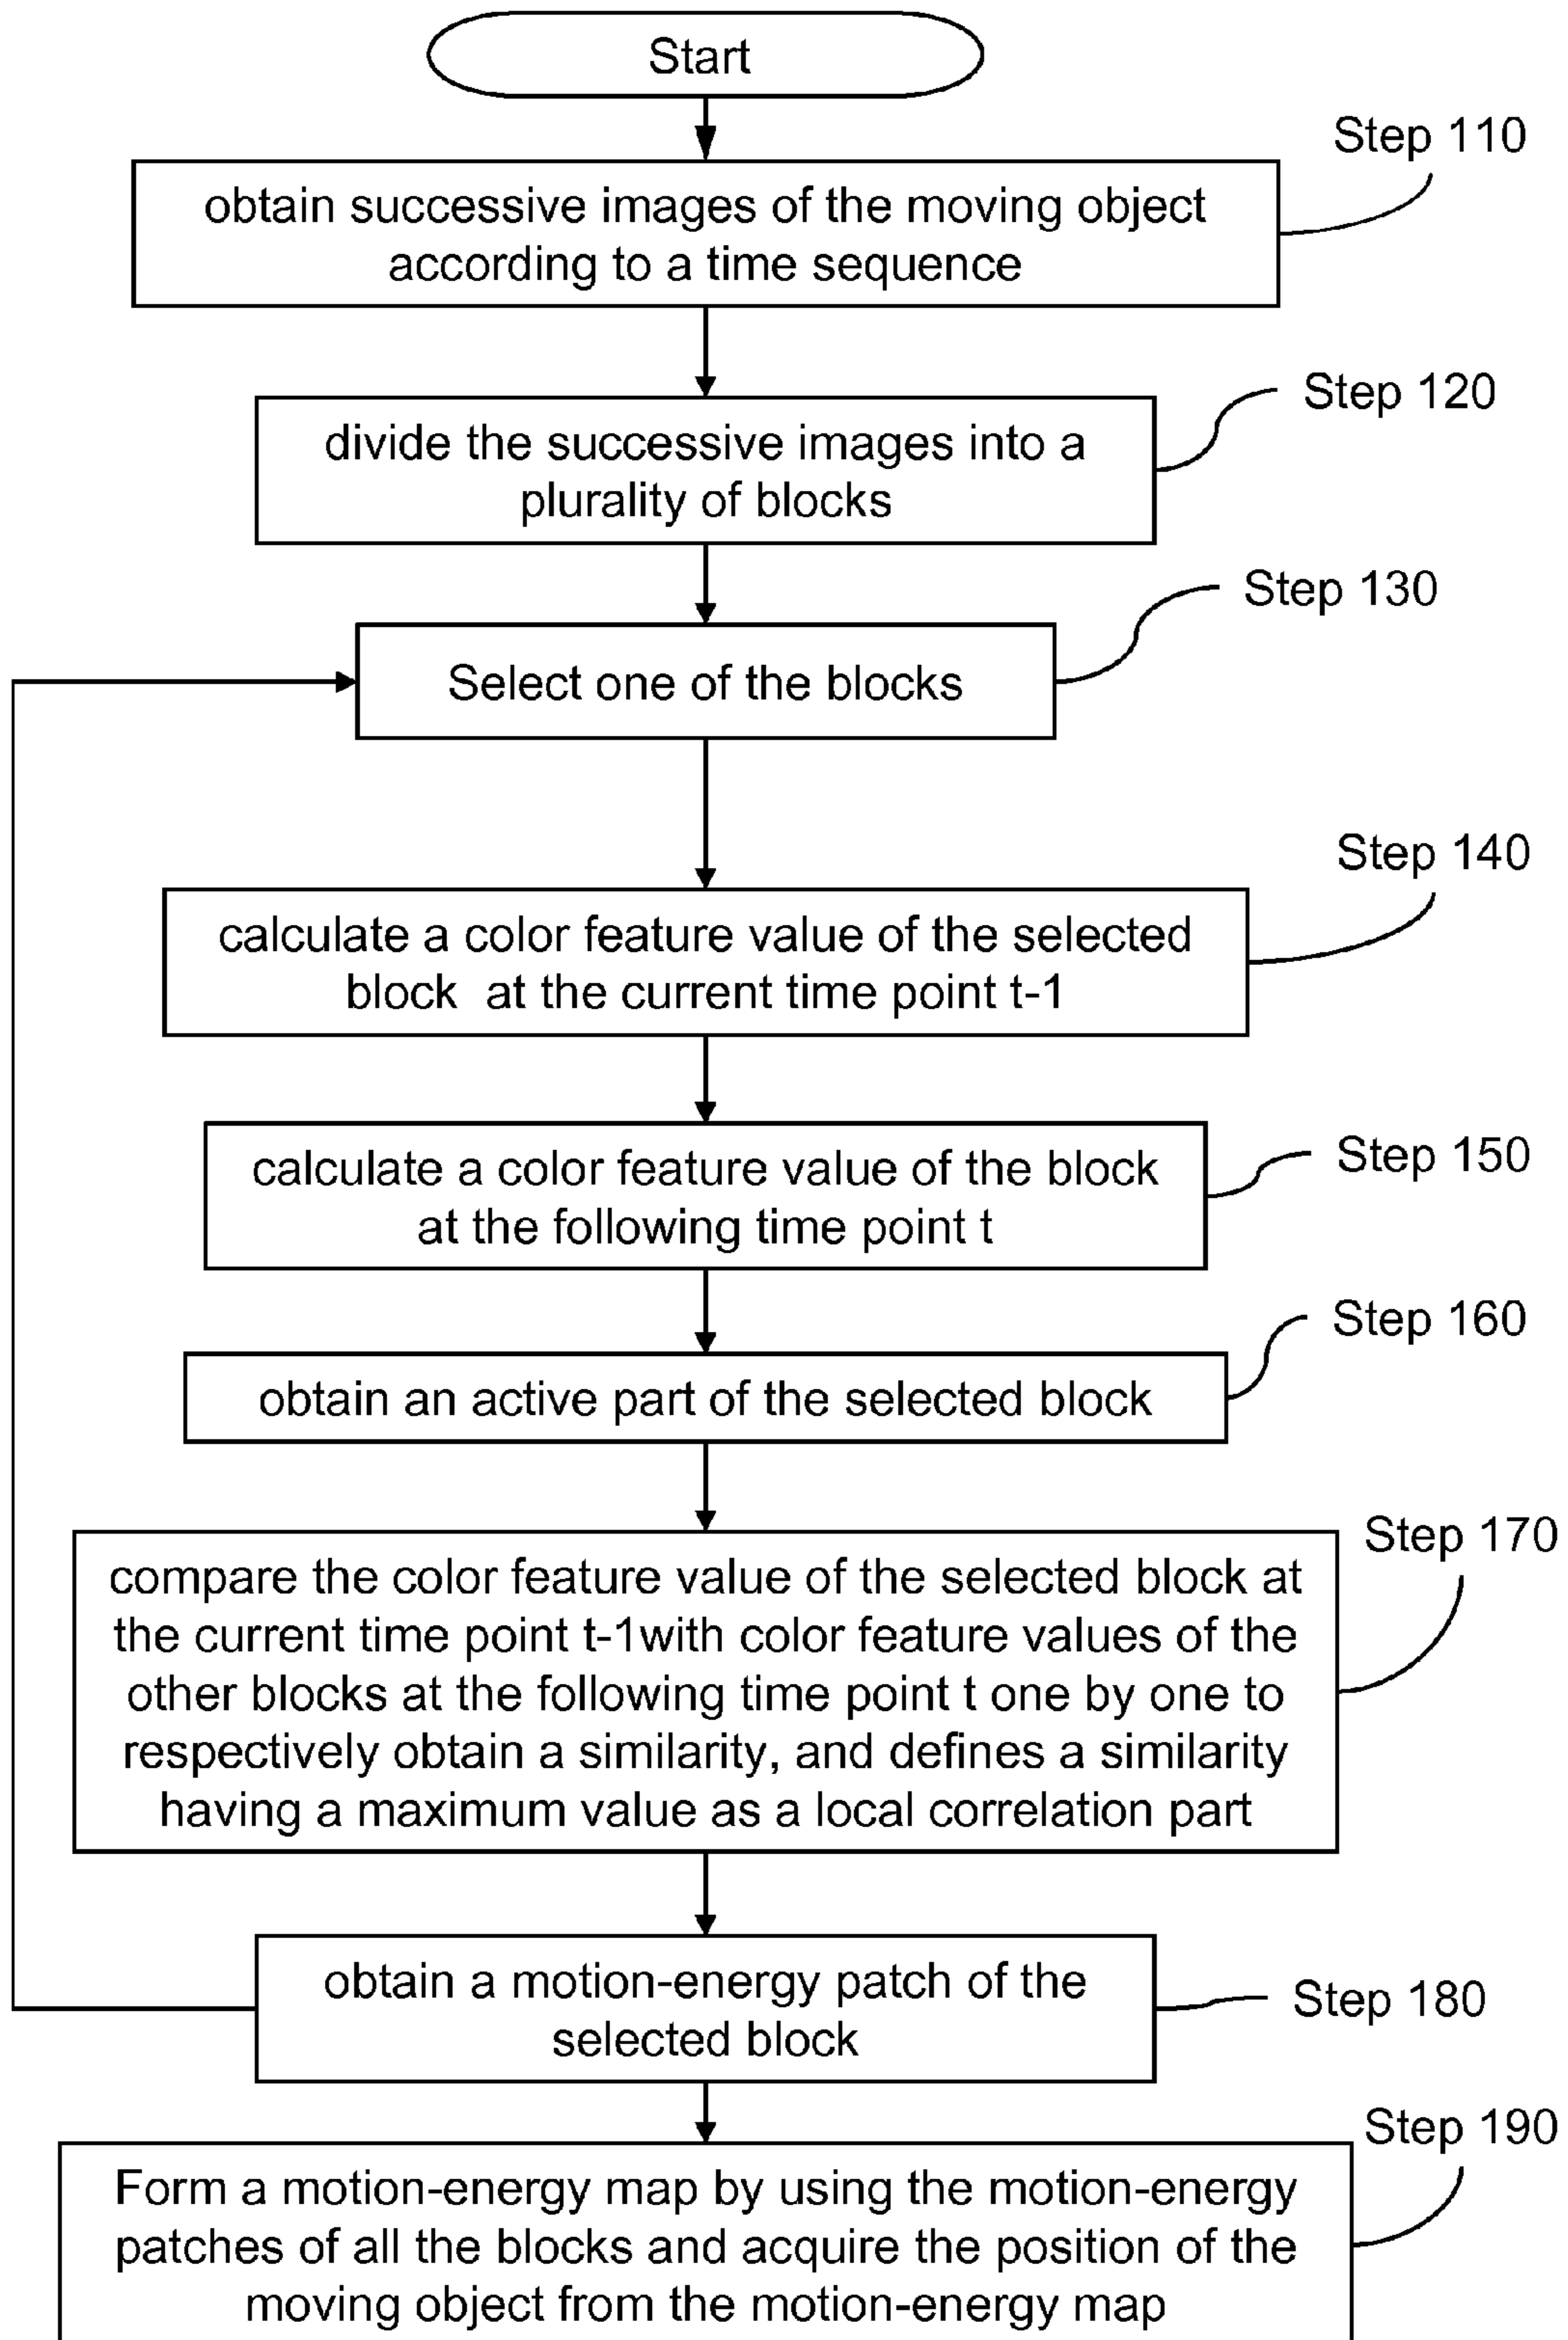 Start
Step 110
obtain successive images of the moving object
according to a time sequence
Step 120
divide the successive images into a
plurality of blocks
Step 130
Select one of the blocks
Step 140
calculate a color feature value of the selected
block at the current time point t-1
Step 150
calculate a color feature value of the block
at the following time point t
Step 160
obtain an active part of the selected block
Step 170
compare the color feature value of the selected block at
the current time point t-1with color feature values of the
other blocks at the following time point t one by one to
respectively obtain a similarity, and defines a similarity
having a maximum value as a local correlation part
obtain a motion-energy patch of the
selected block
Step 180
Step 190
Form a motion-energy map by using the motion-energy
patches of all the blocks and acquire the position of the
moving object from the motion-energy map